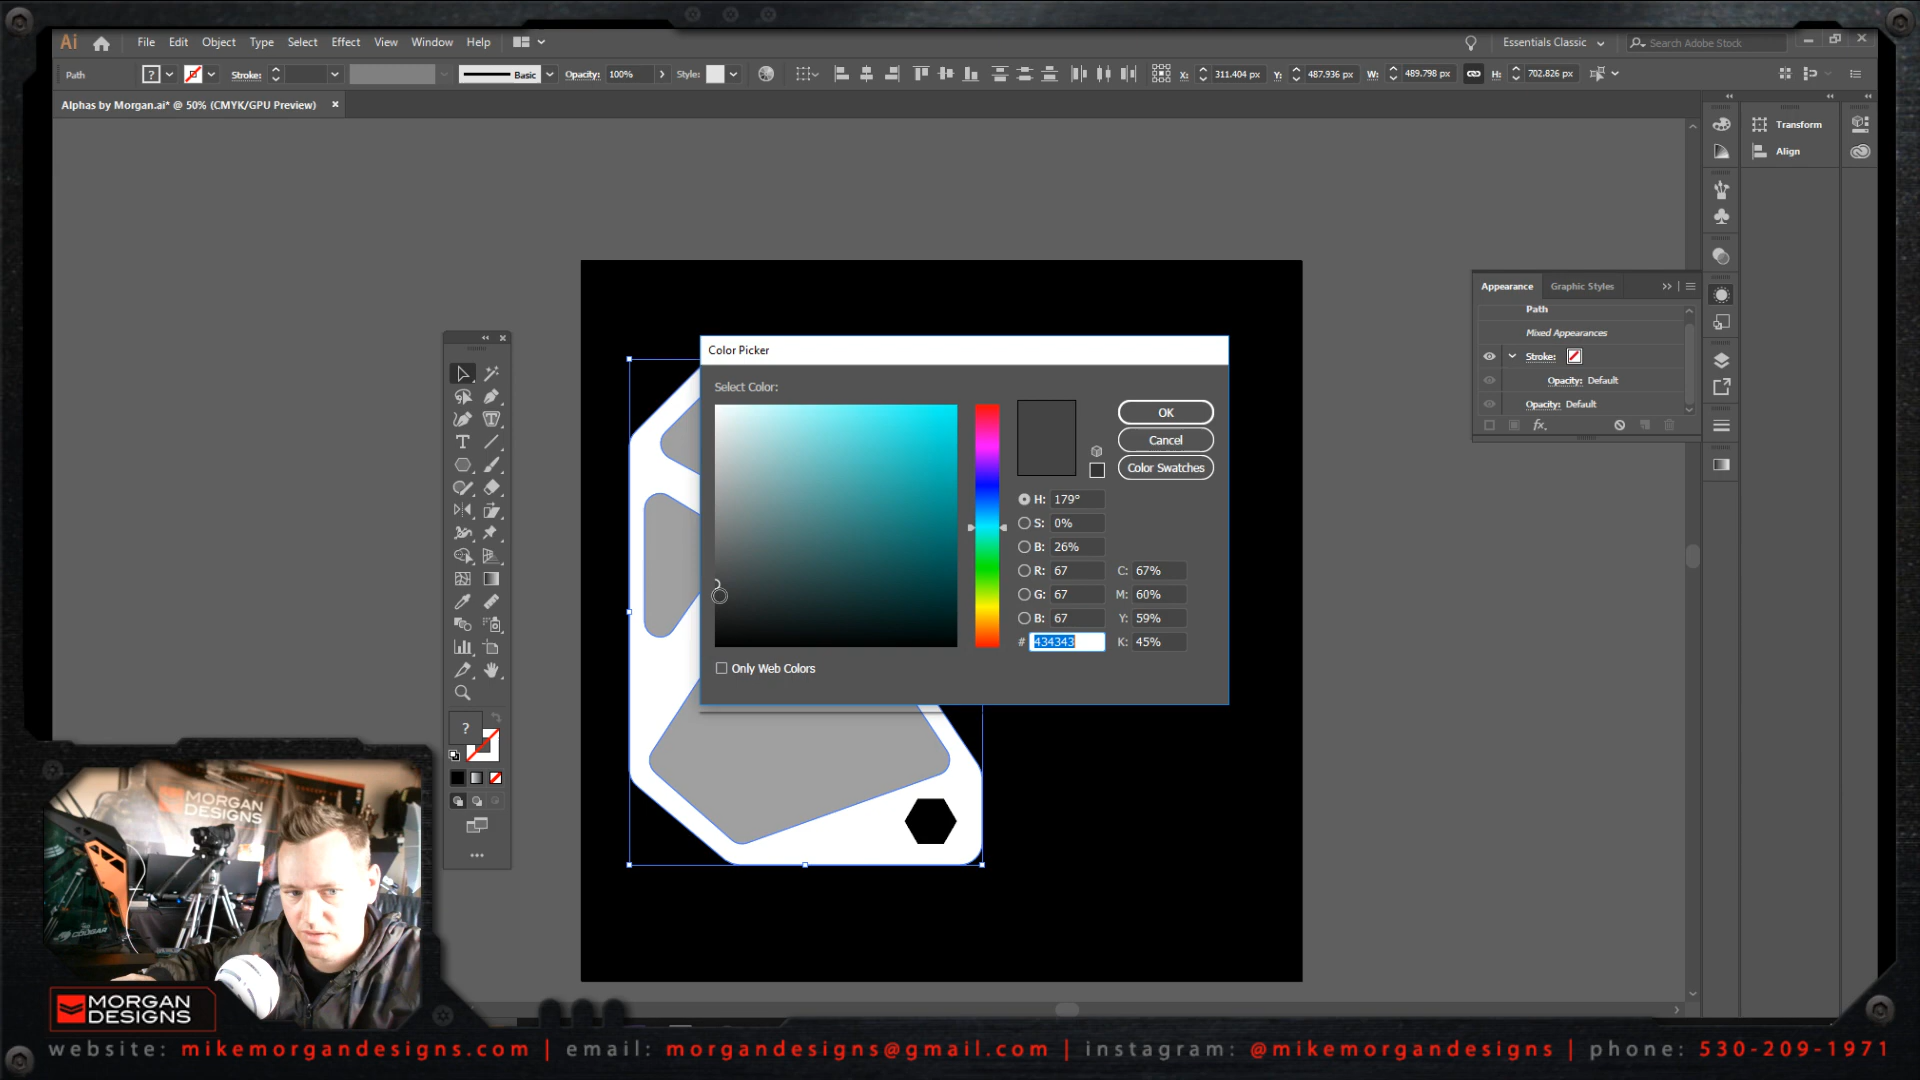 Ai File Edit Object Type Select Effect View Window Help Essentials Classic Search Adobe Stock
Path ? Stroke: Basic Opacity: 100% Style: X: 311.404 px Y: 487.936 px W: 489.798 px H: 702.826 px
Alphas by Morgan.ai* @ 50% (CMYK/GPU Preview) ×
Transform
Align
Appearance Graphic Styles
Path
Mixed Appearances
Stroke:
Opacity: Default
Opacity: Default
fx.
Color Picker
Select Color:
OK
Cancel
Color Swatches
H: 179°
S: 0%
B: 26%
R: 67 C: 67%
G: 67 M: 60%
B: 67 Y: 59%
# 434343 K: 45%
Only Web Colors
?
MORGAN
DESIGNS
COUGAR
MORGAN
DESIGNS
website: mikemorgandesigns.com | email: morgandesigns@gmail.com | instagram: @mikemorgandesigns | phone: 530-209-1971